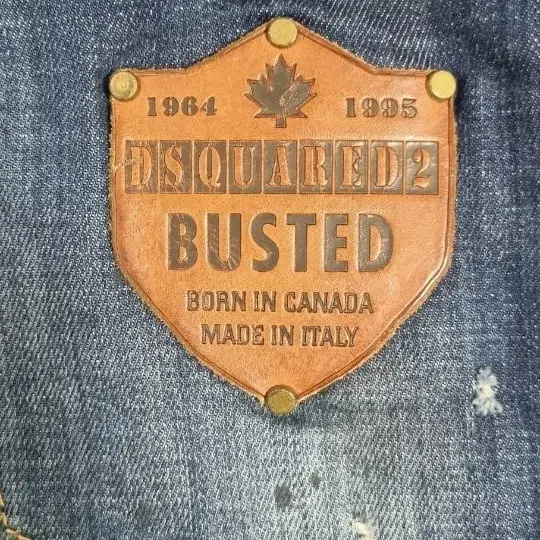 1964 1995
DSQUARED2
BUSTED
BORN IN CANADA
MADE IN ITALY